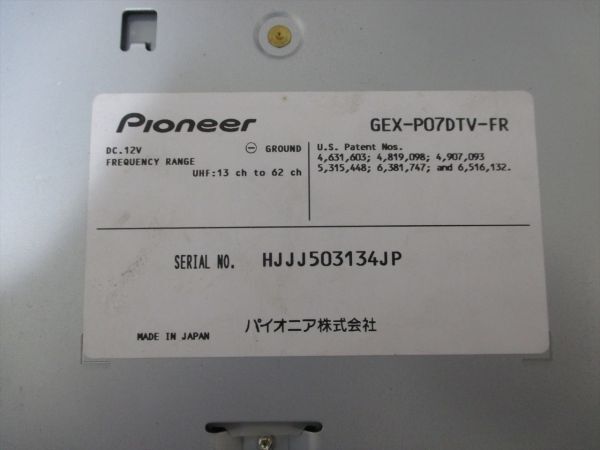 Pioneer
GEX-P07DTV-FR
DC.12V
⊖ GROUND
FREQUENCY RANGE
UHF:13 ch to 62 ch
U.S. Patent Nos.
4,631,603; 4,819,098; 4,907,093
5,315,448; 6,381,747; and 6,516,132.
SERIAL NO. HJJJ503134JP
MADE IN JAPAN
パイオニア株式会社